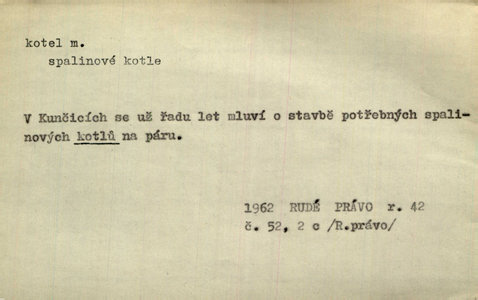 kotel m.
spalinové kotle
V Kunčicích se už řadu let mluví o stavbě potřebných spali-
nových kotlů na páru.
1962 RUDÉ PRÁVO r. 42
č. 52, 2 c /R.právo/